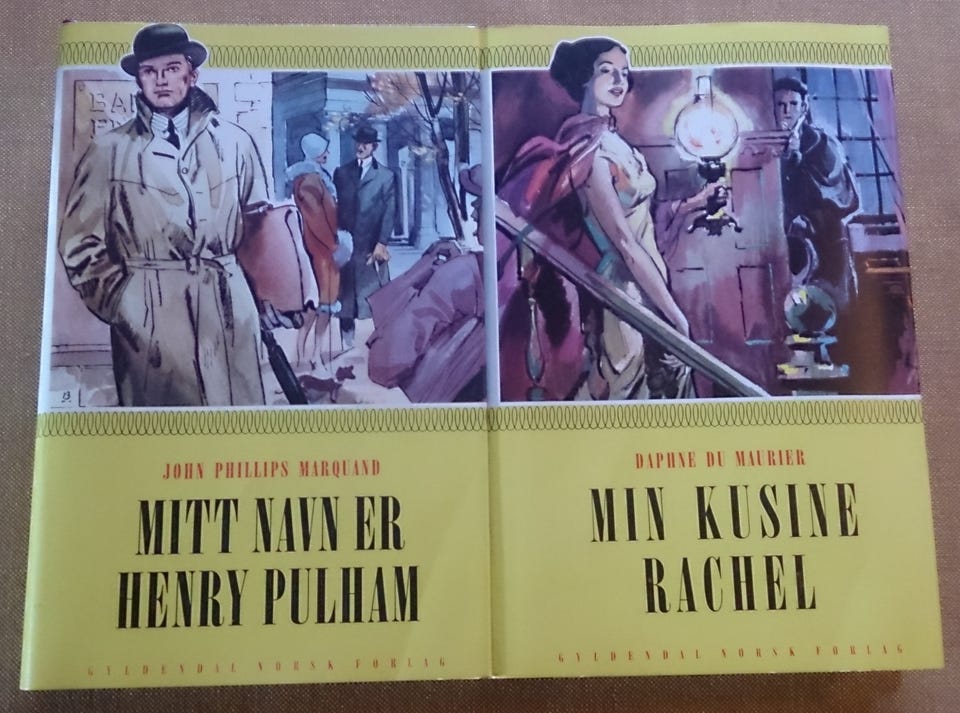 JOHN PHILLIPS MARQUAND
MITT NAVN ER
HENRY PULHAM
GYLDENDAL NORSK FORLAG
DAPHNE DU MAURIER
MIN KUSINE
RACHEL
GYLDENDAL NORSK FORLAG